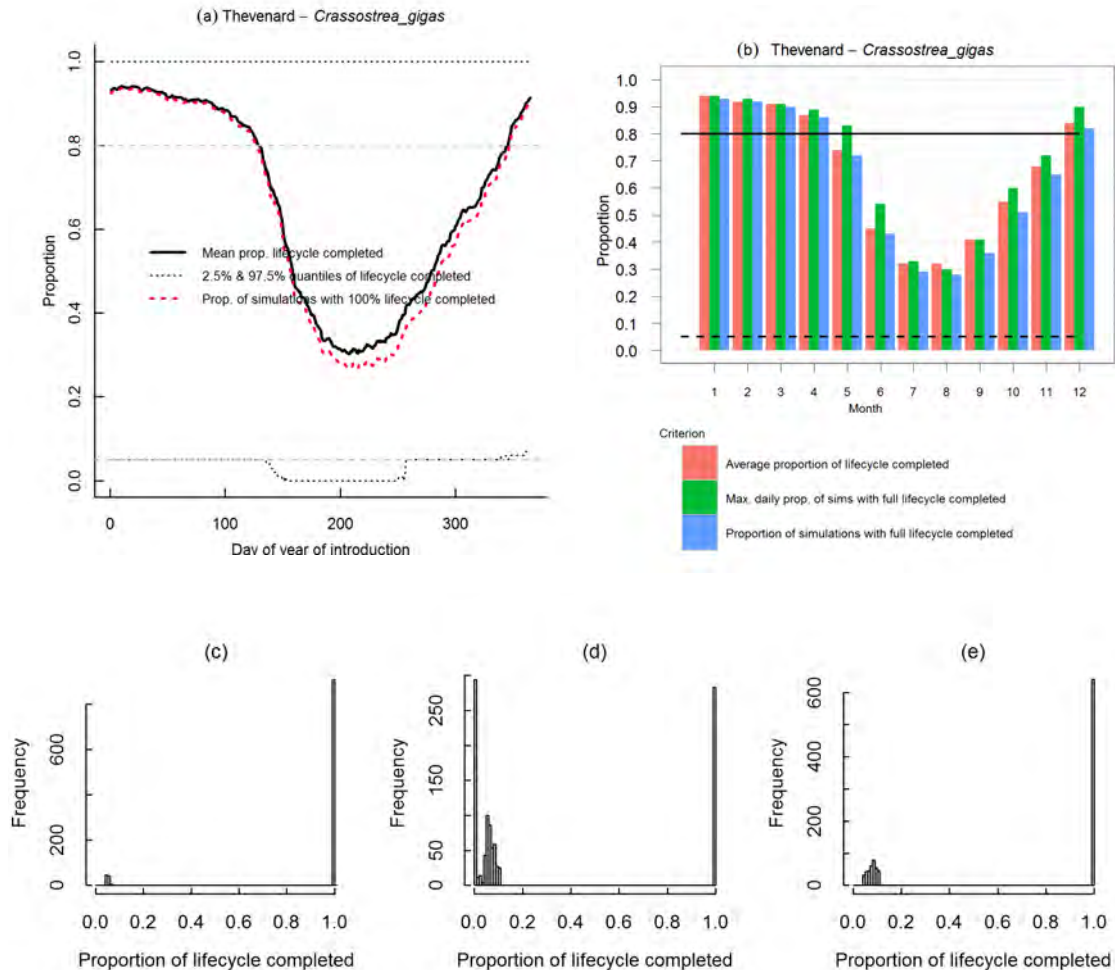 (a) Thevenard – Crassostrea_gigas
Proportion
1.0
0.8
0.6
0.4
0.2
0.0
Mean prop. lifecycle completed
2.5% & 97.5% quantiles of lifecycle completed
Prop. of simulations with 100% lifecycle completed
0 100 200 300
Day of year of introduction
(b) Thevenard – Crassostrea_gigas
Proportion
1.0
0.9
0.8
0.7
0.6
0.5
0.4
0.3
0.2
0.1
0.0
1 2 3 4 5 6 7 8 9 10 11 12
Month
Criterion
Average proportion of lifecycle completed
Max. daily prop. of sims with full lifecycle completed
Proportion of simulations with full lifecycle completed
(c)
Frequency
600
200
0
0.0 0.2 0.4 0.6 0.8 1.0
Proportion of lifecycle completed
(d)
Frequency
250
150
50
0
0.0 0.2 0.4 0.6 0.8 1.0
Proportion of lifecycle completed
(e)
Frequency
600
400
200
0
0.0 0.2 0.4 0.6 0.8 1.0
Proportion of lifecycle completed